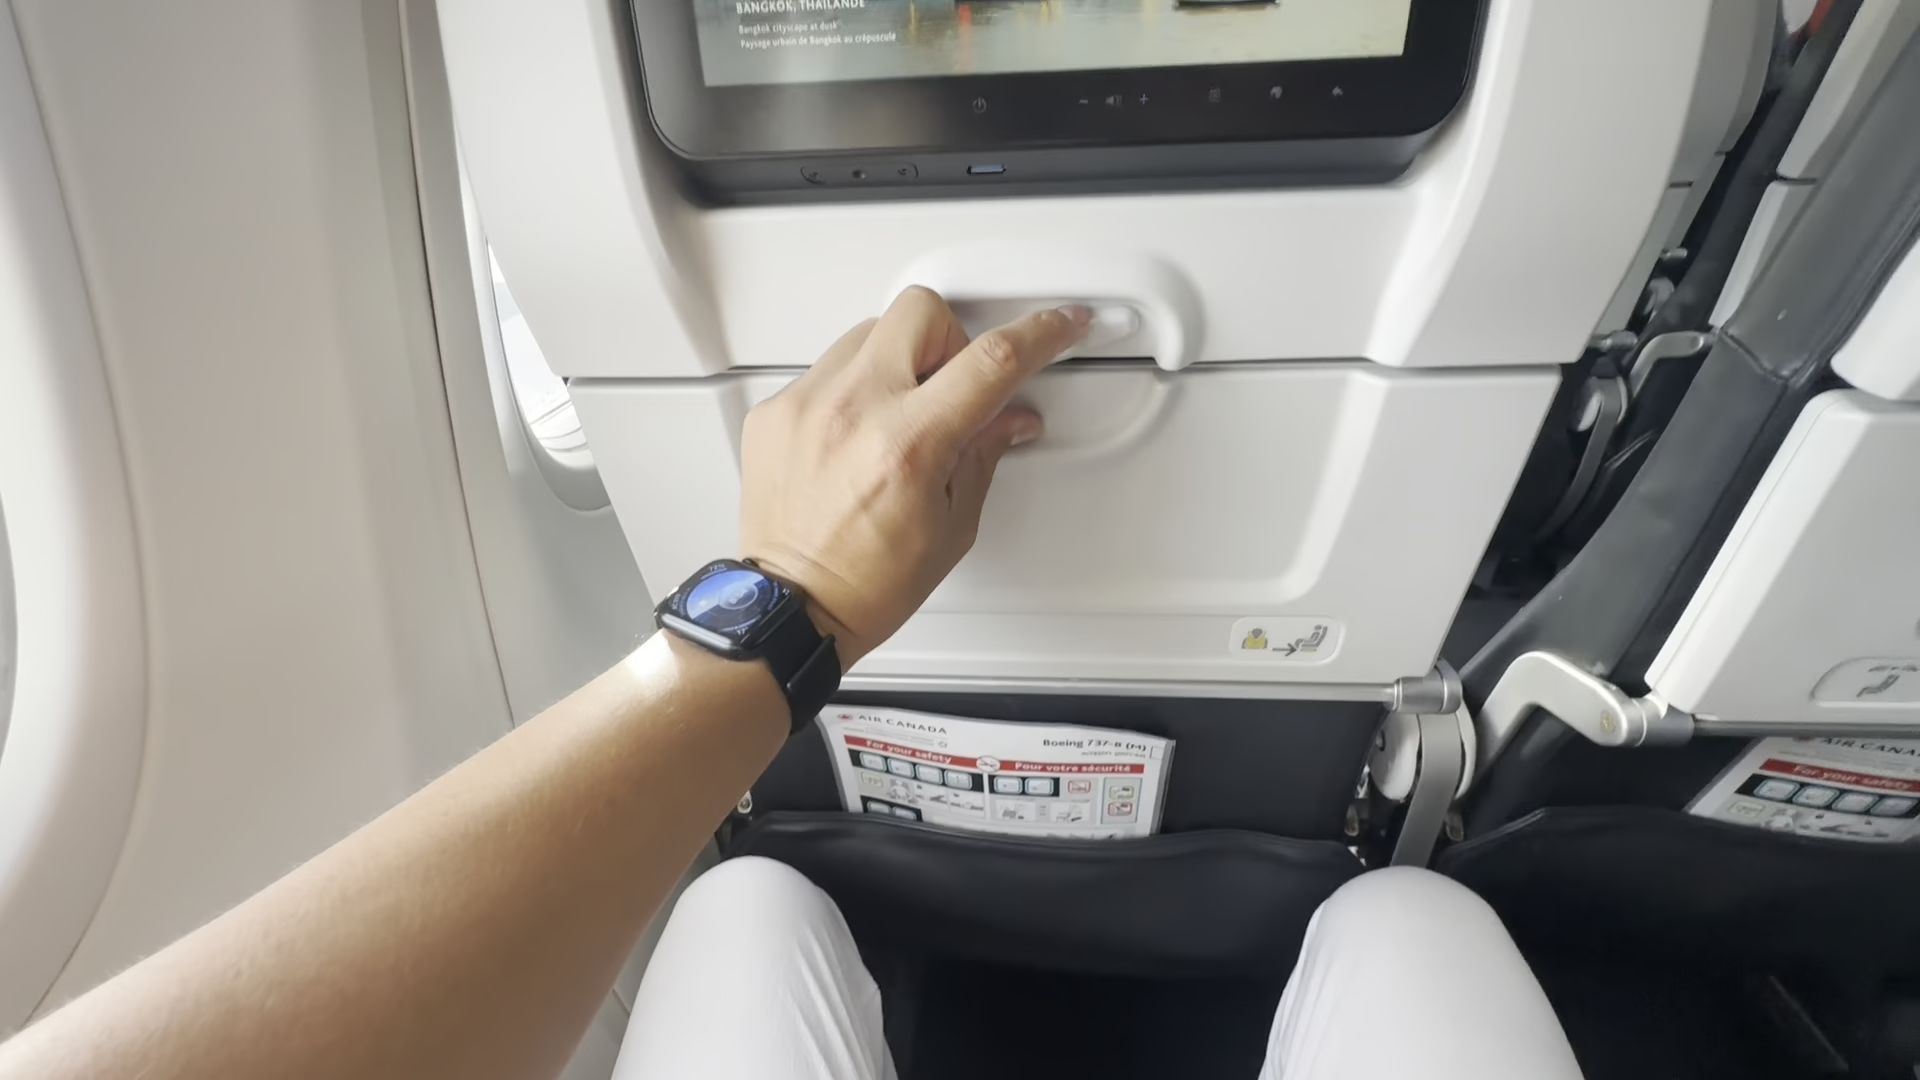 BANGKOK, THAILANDE
Bangkok cityscape at dusk
Paysage urbain de Bangkok au crépuscule
AIR CANADA
Boeing 737-8 (M)
For your safety
Pour votre sécurité
AIR CANA
For your safety